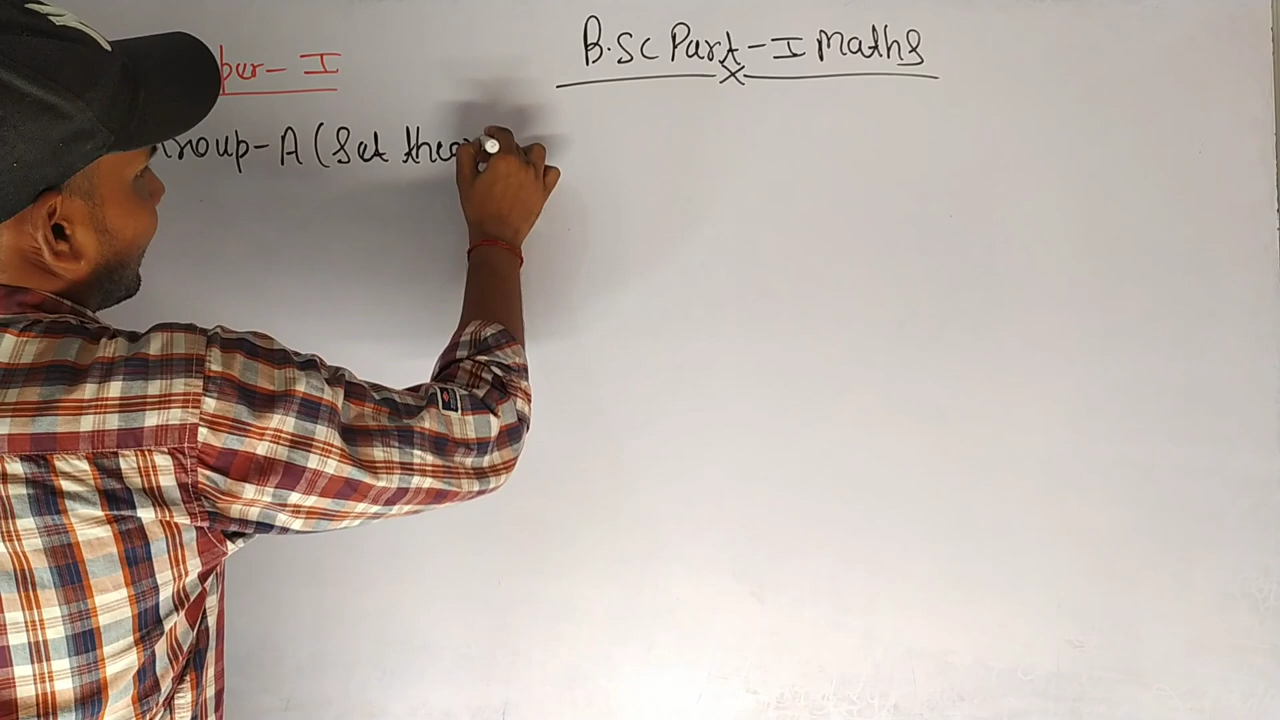 B.Sc Part - I Maths
per - I
roup - A (Set theo